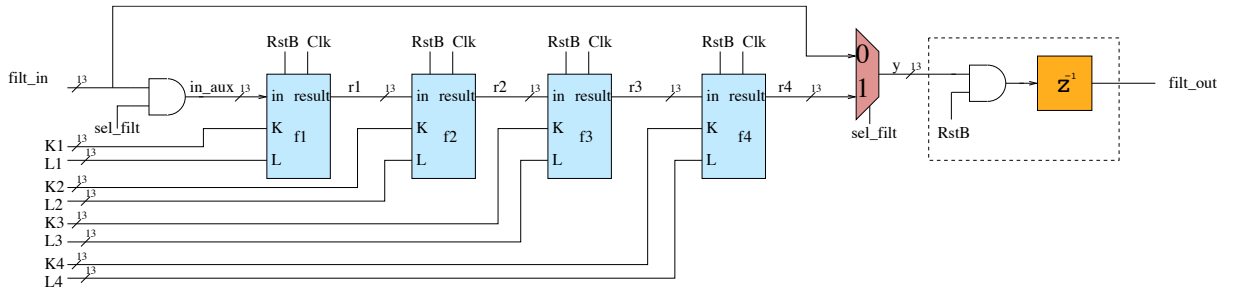 RstB Clk RstB Clk RstB Clk RstB Clk
filt_in 13 in_aux 13 in result r1 13 in result r2 13 in result r3 13 in result r4 13 0 1 y 13 z-1 filt_out
sel_filt K f1 K f2 K f3 K f4 sel_filt RstB
K1 13
L1 13 L L L L
K2 13
L2 13
K3 13
L3 13
K4 13
L4 13